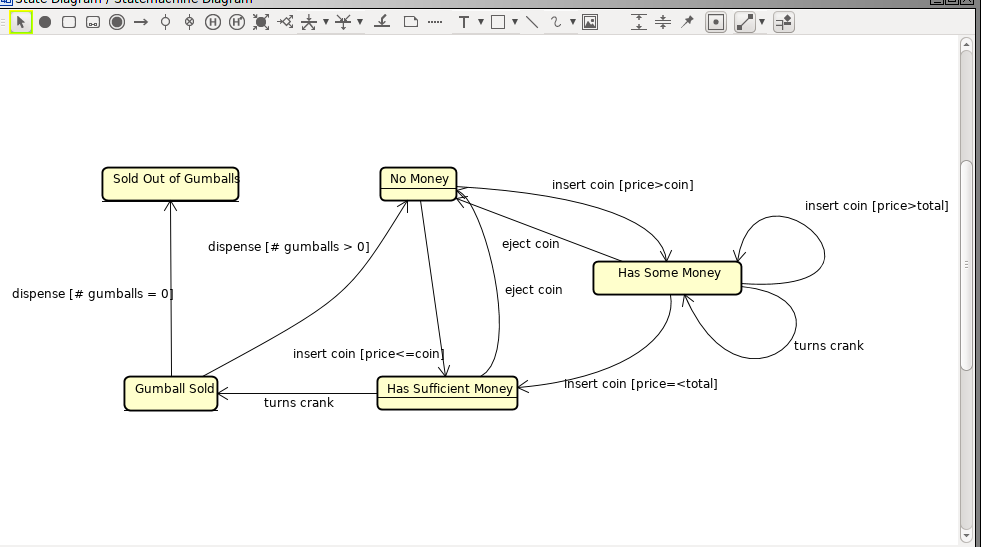 State Diagram / Statemachine Diagram
H
H*
T
Sold Out of Gumballs
No Money
insert coin [price>coin]
insert coin [price>total]
dispense [# gumballs > 0]
eject coin
Has Some Money
dispense [# gumballs = 0]
eject coin
turns crank
insert coin [price<=coin]
Gumball Sold
Has Sufficient Money
insert coin [price=<total]
turns crank